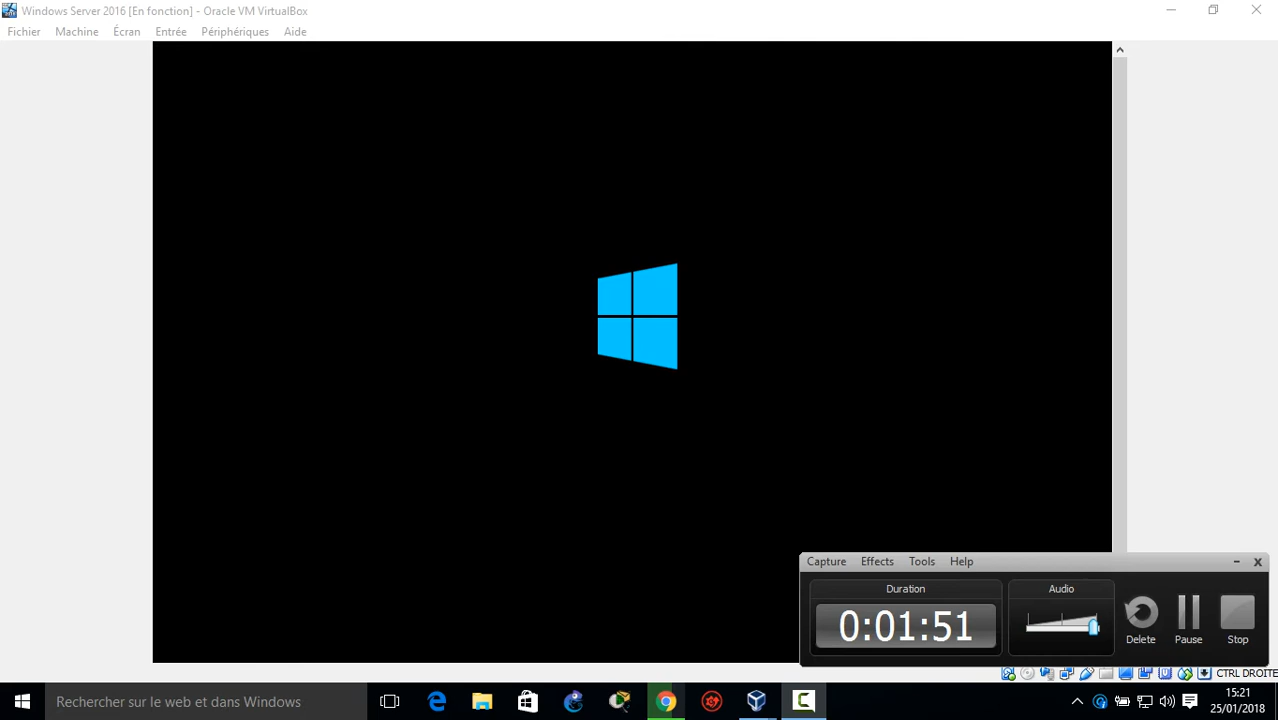 Windows Server 2016 [En fonction] - Oracle VM VirtualBox
Fichier Machine Écran Entrée Périphériques Aide
Capture Effects Tools Help
Duration Audio
0:01:51
Delete Pause Stop
CTRL DROITE
Rechercher sur le web et dans Windows
15:21
25/01/2018